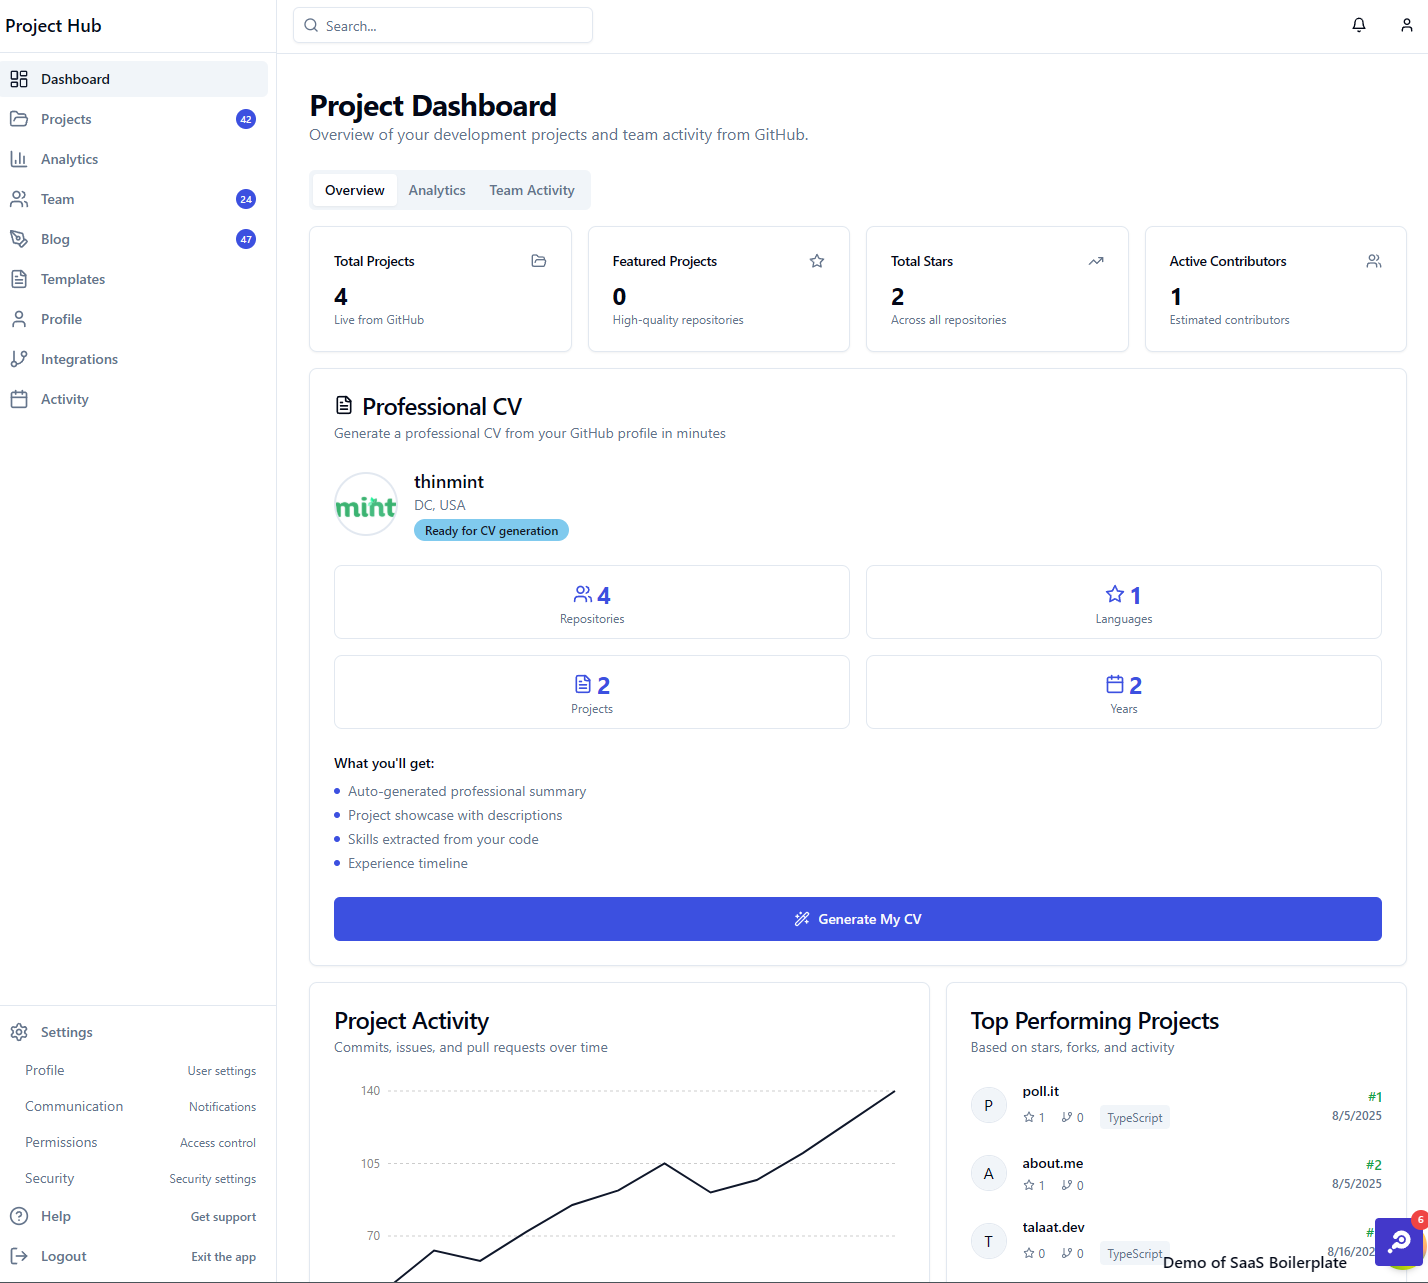 Project Hub
Search...
Dashboard
Projects 42
Analytics
Team 24
Blog 47
Templates
Profile
Integrations
Activity
Settings
Profile User settings
Communication Notifications
Permissions Access control
Security Security settings
Help Get support
Logout Exit the app
Project Dashboard
Overview of your development projects and team activity from GitHub.
Overview Analytics Team Activity
Total Projects
4
Live from GitHub
Featured Projects
0
High-quality repositories
Total Stars
2
Across all repositories
Active Contributors
1
Estimated contributors
Professional CV
Generate a professional CV from your GitHub profile in minutes
mint
thinmint
DC, USA
Ready for CV generation
4
Repositories
1
Languages
2
Projects
2
Years
What you'll get:
Auto-generated professional summary
Project showcase with descriptions
Skills extracted from your code
Experience timeline
Generate My CV
Project Activity
Commits, issues, and pull requests over time
140
105
70
Top Performing Projects
Based on stars, forks, and activity
P
poll.it
1 0 TypeScript
#1
8/5/2025
A
about.me
1 0
#2
8/5/2025
T
talaat.dev
0 0 TypeScript
#
8/16/202
6
Demo of SaaS Boilerplate